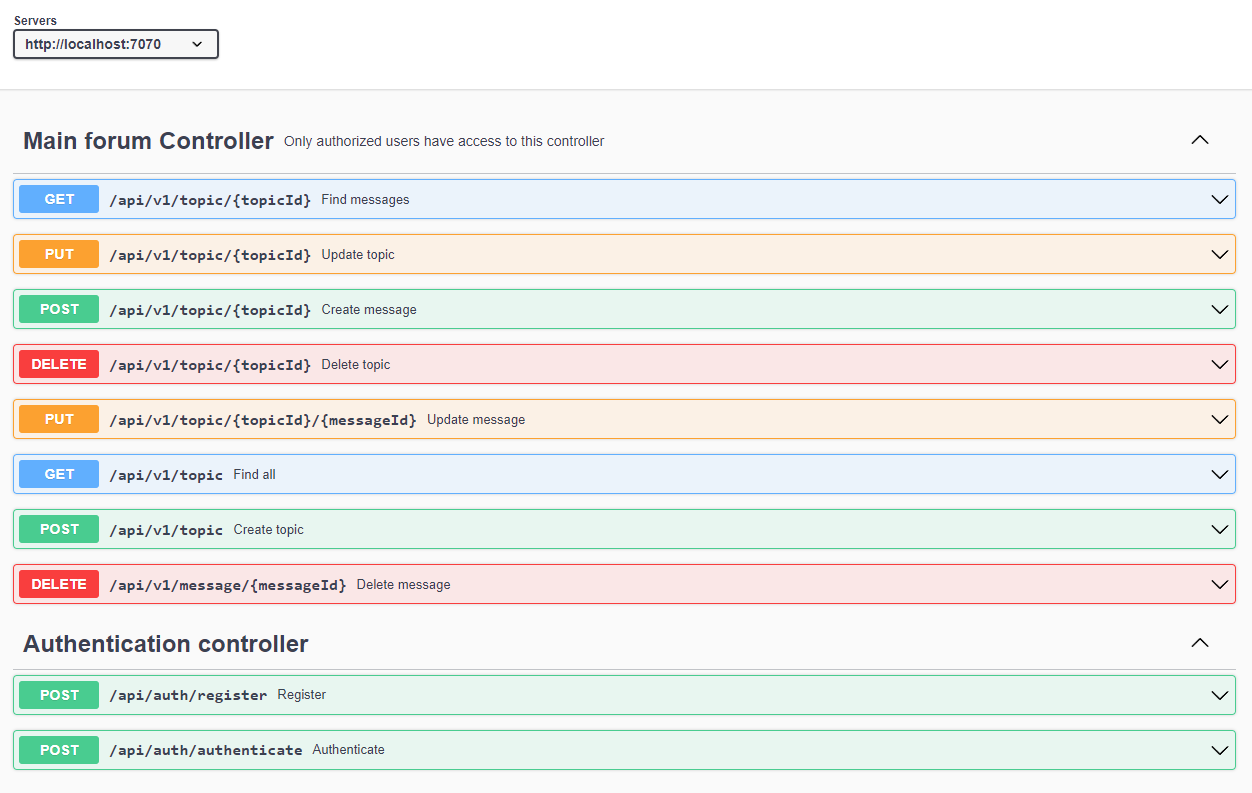 Servers
http://localhost:7070
Main forum Controller Only authorized users have access to this controller
GET /api/v1/topic/{topicId} Find messages
PUT /api/v1/topic/{topicId} Update topic
POST /api/v1/topic/{topicId} Create message
DELETE /api/v1/topic/{topicId} Delete topic
PUT /api/v1/topic/{topicId}/{messageId} Update message
GET /api/v1/topic Find all
POST /api/v1/topic Create topic
DELETE /api/v1/message/{messageId} Delete message
Authentication controller
POST /api/auth/register Register
POST /api/auth/authenticate Authenticate